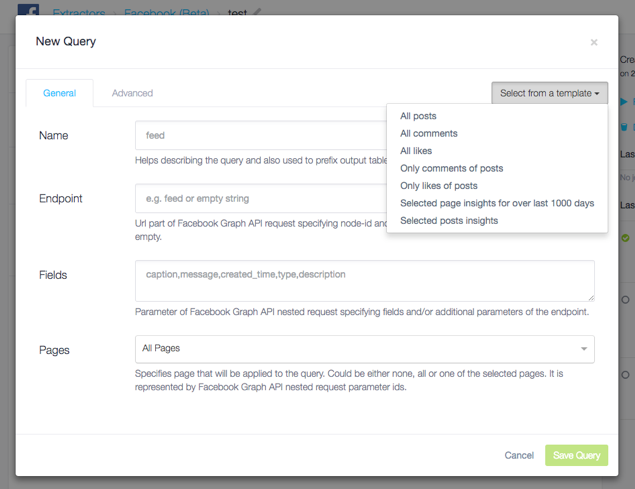 Extractors Facebook (Beta) test
New Query ×
General Advanced Select from a template
All posts
All comments
All likes
Only comments of posts
Only likes of posts
Selected page insights for over last 1000 days
Selected posts insights
Name feed
Helps describing the query and also used to prefix output table
Endpoint e.g. feed or empty string
Url part of Facebook Graph API request specifying node-id and
empty.
Fields caption,message,created_time,type,description
Parameter of Facebook Graph API nested request specifying fields and/or additional parameters of the endpoint.
Pages All Pages
Specifies page that will be applied to the query. Could be either none, all or one of the selected pages. It is
represented by Facebook Graph API nested request parameter ids.
Cancel Save Query
Cre
on 2
Las
No j
Las